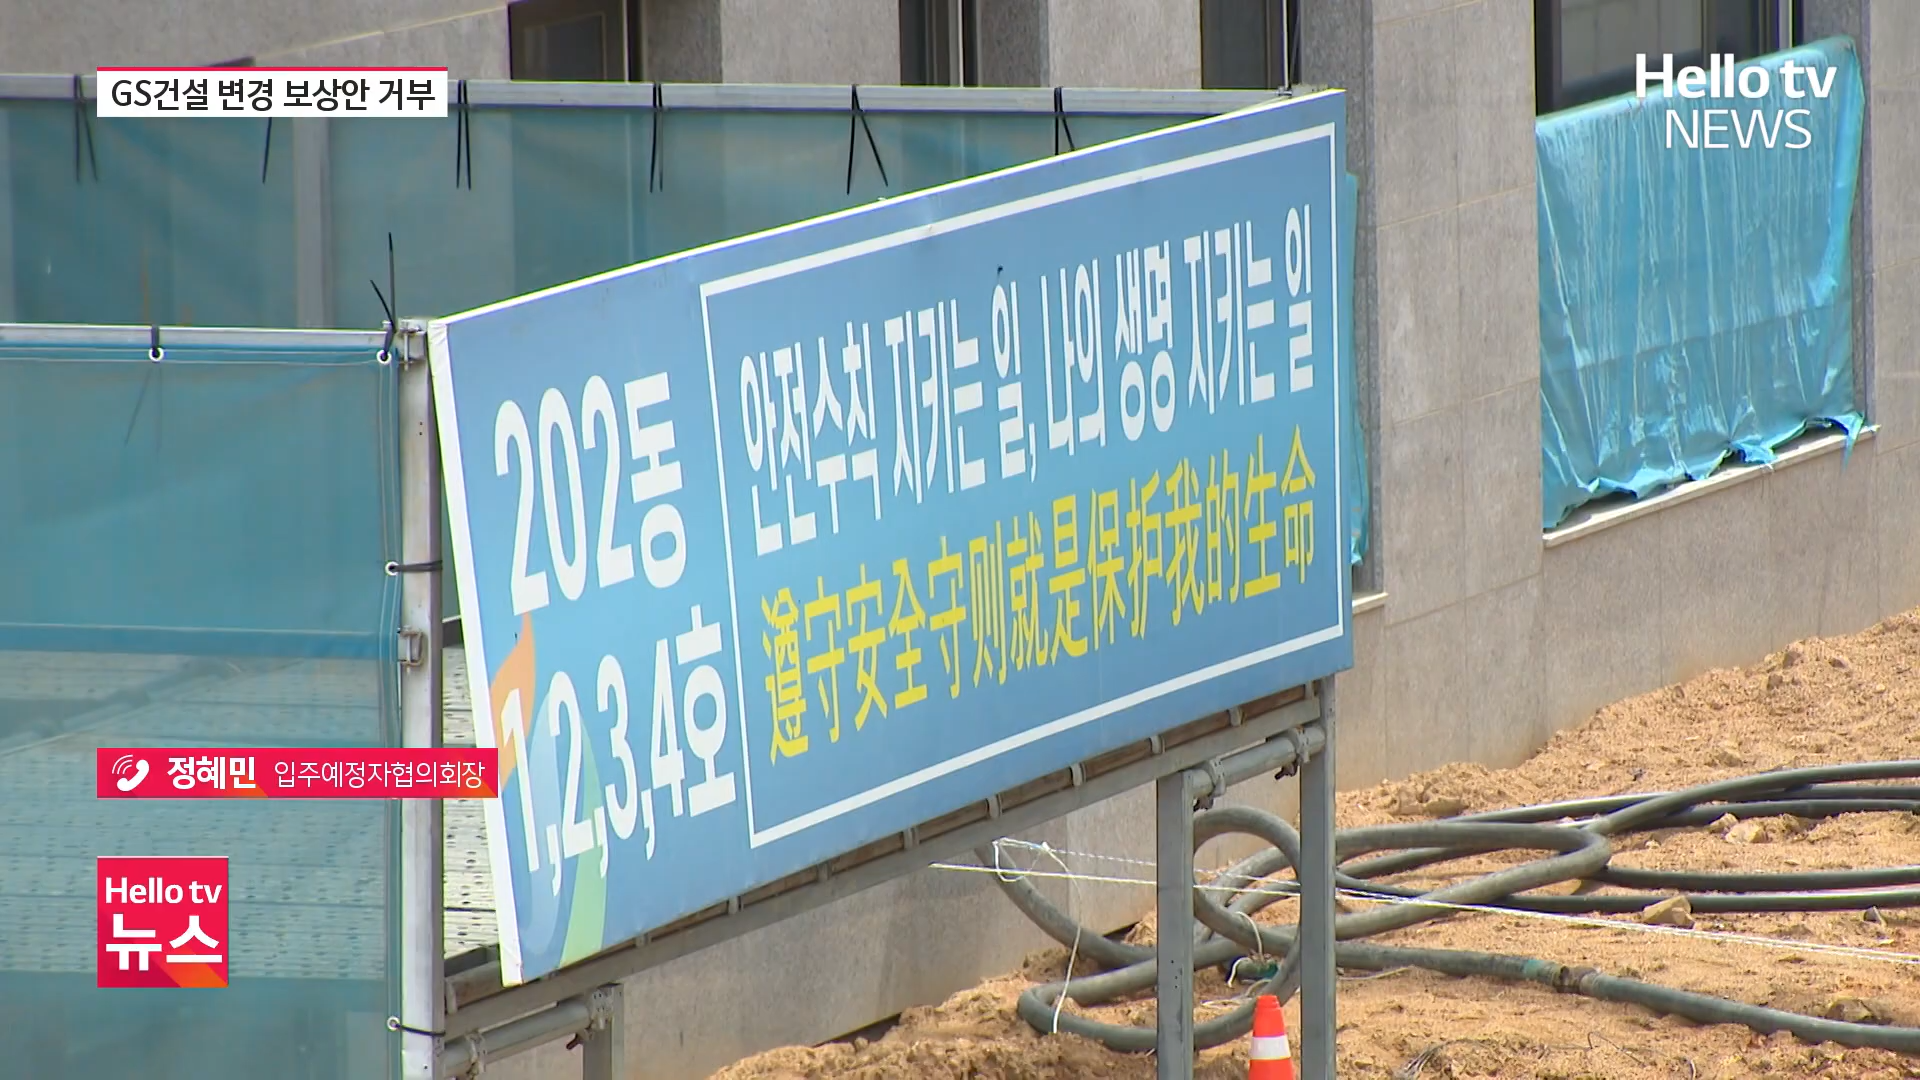 GS건설 변경 보상안 거부
Hello tv
NEWS
202동
1,2,3,4호
안전수칙 지키는 일, 나의 생명 지키는 일
遵守安全守则就是保护我的生命
정혜민 입주예정자협의회장
Hello tv
뉴스